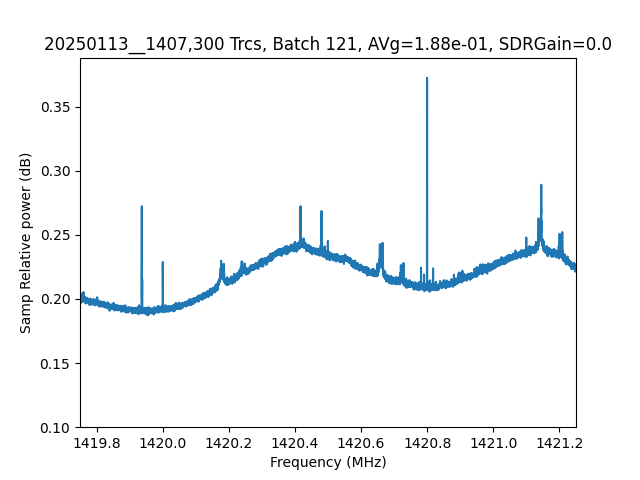 20250113__1407,300 Trcs, Batch 121, AVg=1.88e-01, SDRGain=0.0
Samp Relative power (dB)
0.35
0.30
0.25
0.20
0.15
0.10
1419.8 1420.0 1420.2 1420.4 1420.6 1420.8 1421.0 1421.2
Frequency (MHz)